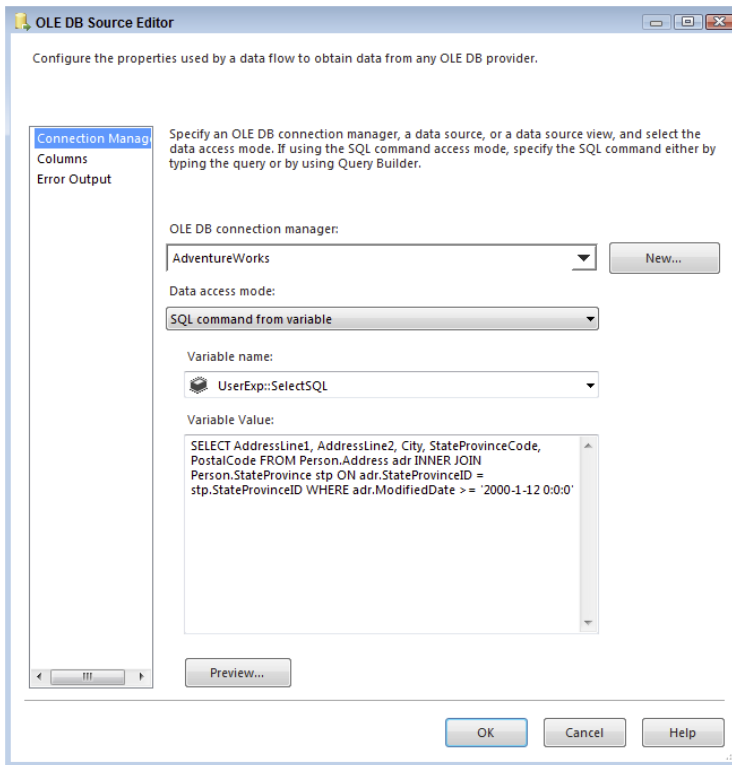 OLE DB Source Editor
Configure the properties used by a data flow to obtain data from any OLE DB provider.
Connection Manag
Columns
Error Output
Specify an OLE DB connection manager, a data source, or a data source view, and select the
data access mode. If using the SQL command access mode, specify the SQL command either by
typing the query or by using Query Builder.
OLE DB connection manager:
AdventureWorks
New...
Data access mode:
SQL command from variable
Variable name:
UserExp::SelectSQL
Variable Value:
SELECT AddressLine1, AddressLine2, City, StateProvinceCode,
PostalCode FROM Person.Address adr INNER JOIN
Person.StateProvince stp ON adr.StateProvinceID =
stp.StateProvinceID WHERE adr.ModifiedDate >= '2000-1-12 0:0:0'
Preview...
OK
Cancel
Help